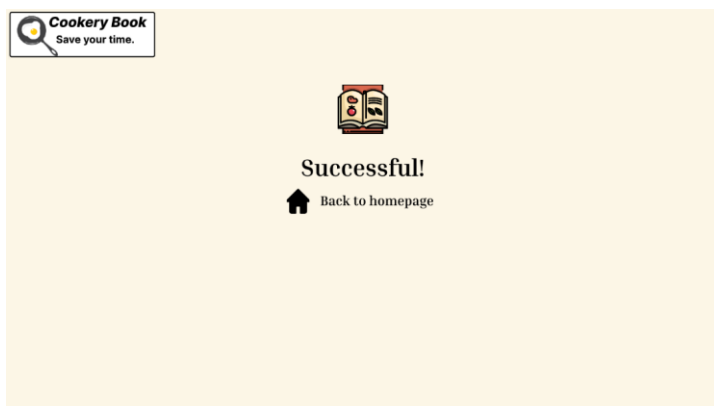 Cookery Book
Save your time.
Successful!
Back to homepage